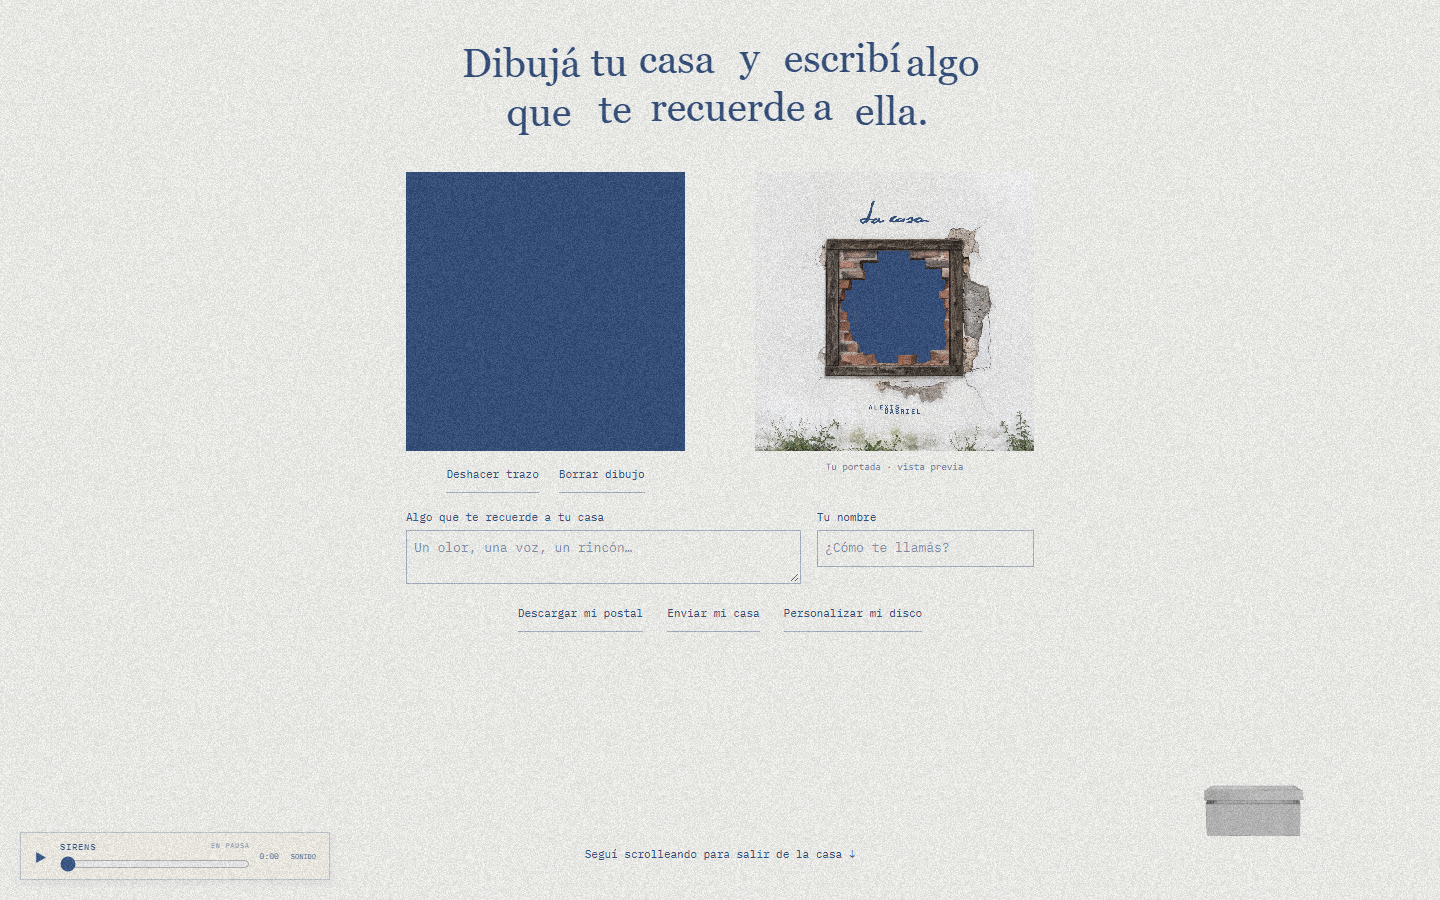 Dibujá tu casa y escribí algo
que te recuerde a ella.
la casa
ALEXIS
GABRIEL
Deshacer trazo Borrar dibujo
Tu portada · vista previa
Algo que te recuerde a tu casa
Tu nombre
Un olor, una voz, un rincón…
¿Cómo te llamás?
Descargar mi postal Enviar mi casa Personalizar mi disco
SIRENS
EN PAUSA
0:00
SONIDO
Seguí scrolleando para salir de la casa ↓